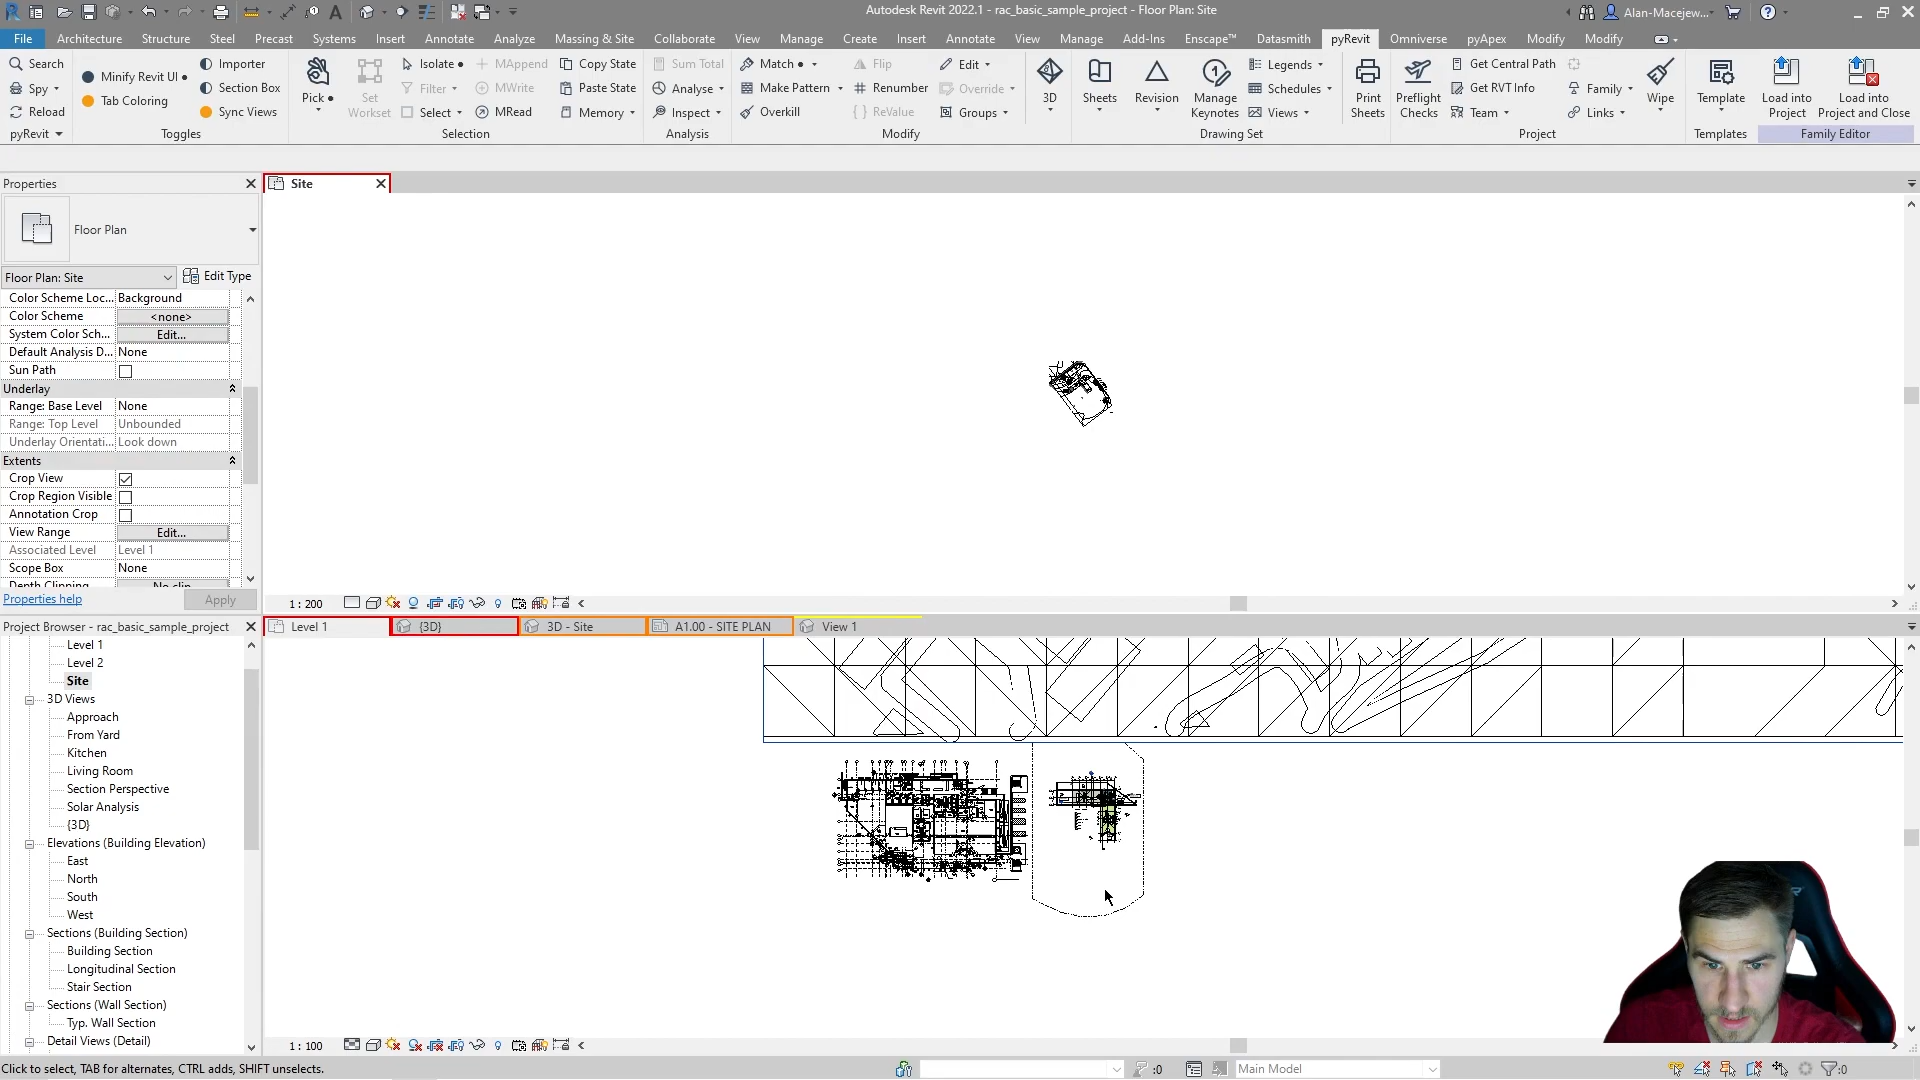 Autodesk Revit 2022.1 - rac_basic_sample_project - Floor Plan: Site
Alan-Macejew...
File Architecture Structure Steel Precast Systems Insert Annotate Analyze Massing & Site Collaborate View Manage Create Insert Annotate View Manage Add-Ins Enscape™ Datasmith pyRevit Omniverse pyApex Modify Modify
Search
Spy
Reload
pyRevit
Minify Revit UI
Tab Coloring
Importer
Section Box
Sync Views
Toggles
Pick
Set Workset
Isolate
Filter
Select
MAppend
MWrite
MRead
Copy State
Paste State
Memory
Selection
Sum Total
Analyse
Inspect
Analysis
Match
Make Pattern
Overkill
Flip
Renumber
ReValue
Edit
Override
Groups
Modify
3D
Sheets
Revision
Manage Keynotes
Legends
Schedules
Views
Drawing Set
Print Sheets
Preflight Checks
Get Central Path
Get RVT Info
Team
Family
Links
Wipe
Project
Template
Templates
Load into Project
Load into Project and Close
Family Editor
Properties
Floor Plan
Floor Plan: Site
Edit Type
Color Scheme Loc... Background
Color Scheme <none>
System Color Sch... Edit...
Default Analysis D... None
Sun Path
Underlay
Range: Base Level None
Range: Top Level Unbounded
Underlay Orientati... Look down
Extents
Crop View
Crop Region Visible
Annotation Crop
View Range Edit...
Associated Level Level 1
Scope Box None
Depth Clipping No clip
Properties help
Apply
Site
1 : 200
Project Browser - rac_basic_sample_project
Level 1
Level 2
Site
3D Views
Approach
From Yard
Kitchen
Living Room
Section Perspective
Solar Analysis
{3D}
Elevations (Building Elevation)
East
North
South
West
Sections (Building Section)
Building Section
Longitudinal Section
Stair Section
Sections (Wall Section)
Typ. Wall Section
Detail Views (Detail)
Level 1
{3D}
3D - Site
A1.00 - SITE PLAN
View 1
1 : 100
Click to select, TAB for alternates, CTRL adds, SHIFT unselects.
:0
Main Model
:0